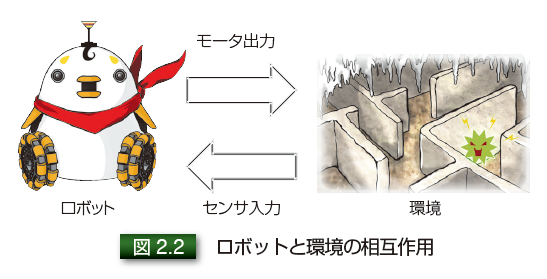 モータ出力
ロボット
センサ入力
環境
図 2.2 ロボットと環境の相互作用